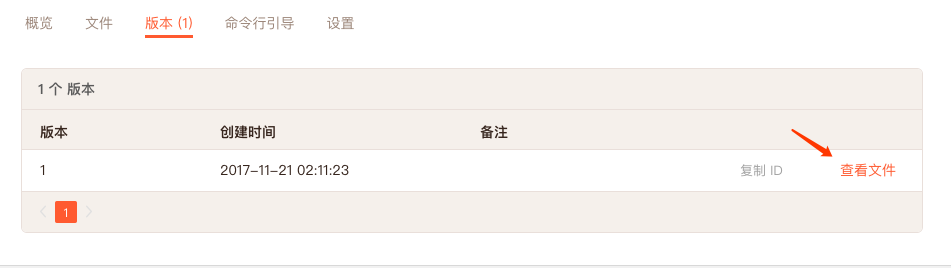 概览 文件 版本 (1) 命令行引导 设置
1 个 版本
版本 创建时间 备注
1 2017-11-21 02:11:23 复制 ID 查看文件
1